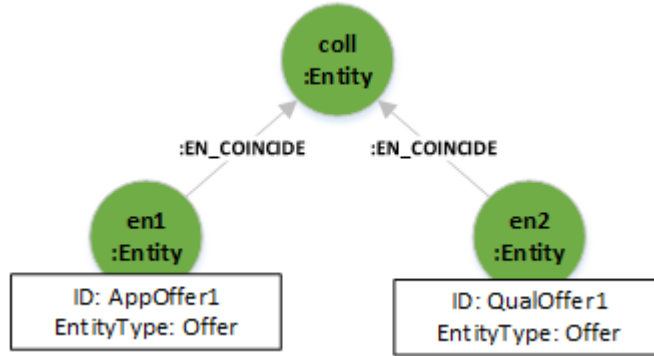 coll
:Entity
:EN_COINCIDE
:EN_COINCIDE
en1
:Entity
en2
:Entity
ID: AppOffer1
EntityType: Offer
ID: QualOffer1
EntityType: Offer